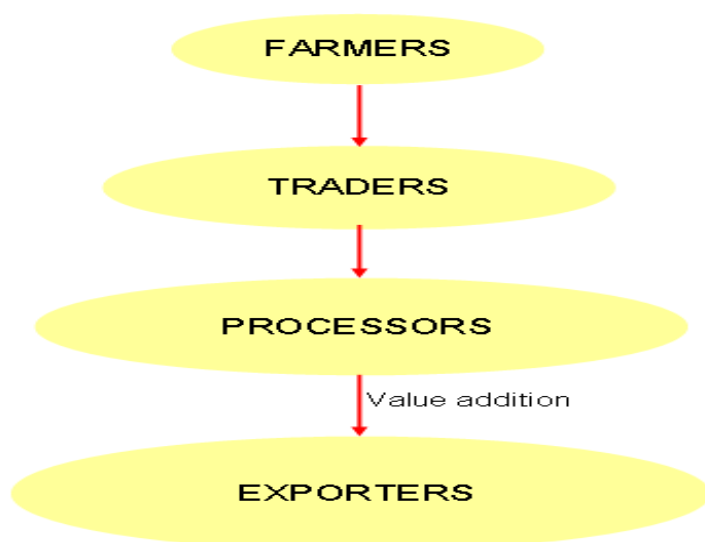 FARMERS
TRADERS
PROCESSORS
Value addition
EXPORTERS